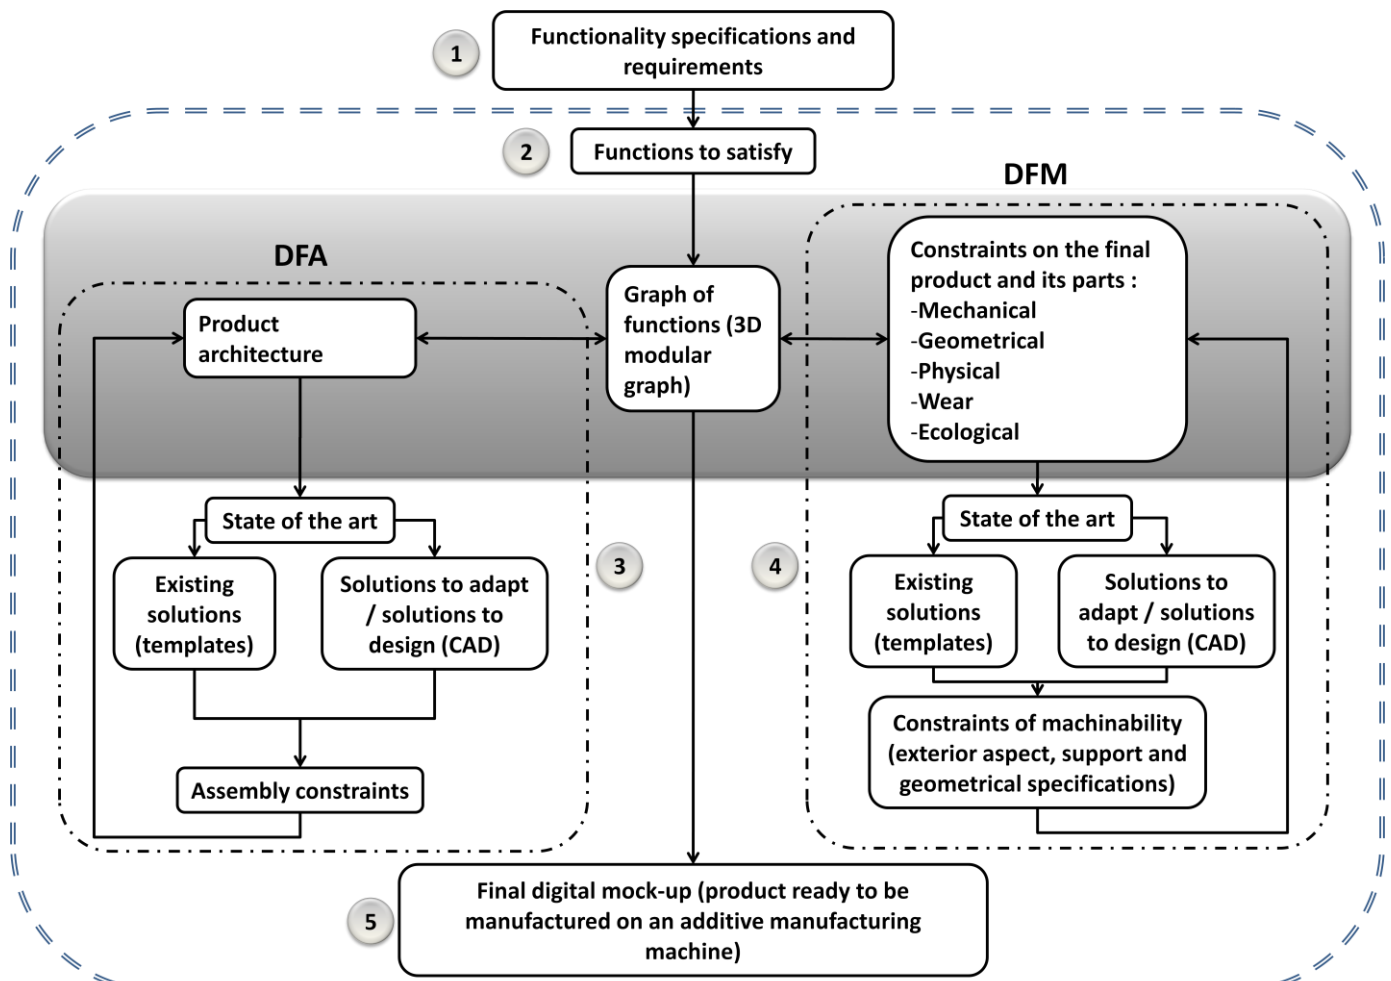 1
Functionality specifications and
requirements
2
Functions to satisfy
DFM
DFA
Product
architecture
Graph of
functions (3D
modular
graph)
Constraints on the final
product and its parts :
-Mechanical
-Geometrical
-Physical
-Wear
-Ecological
State of the art
Existing
solutions
(templates)
Solutions to adapt
/ solutions to
design (CAD)
Assembly constraints
3
4
State of the art
Existing
solutions
(templates)
Solutions to
adapt / solutions
to design (CAD)
Constraints of machinability
(exterior aspect, support and
geometrical specifications)
5
Final digital mock-up (product ready to be
manufactured on an additive manufacturing
machine)